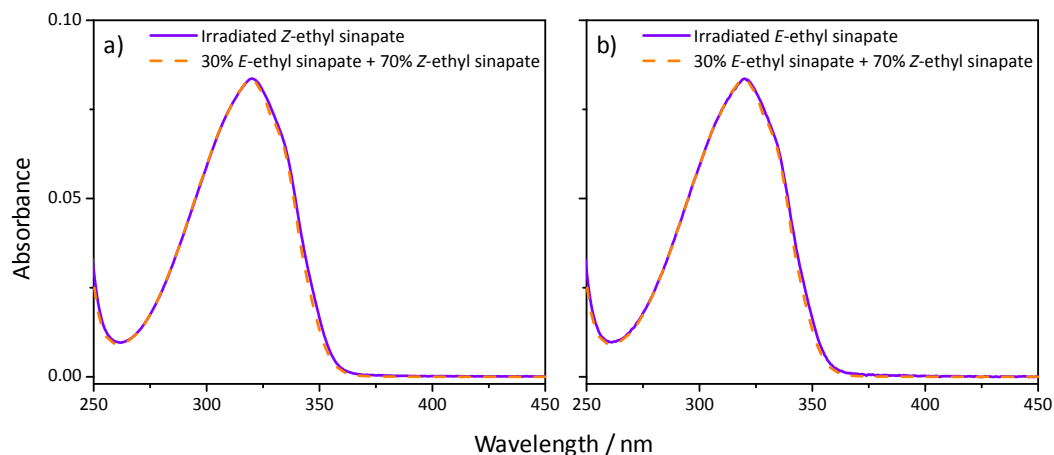 0.10
a)
Irradiated Z-ethyl sinapate
30% E-ethyl sinapate + 70% Z-ethyl sinapate
b)
Irradiated E-ethyl sinapate
30% E-ethyl sinapate + 70% Z-ethyl sinapate
0.05
0.00
Absorbance
250 300 350 400 450
250 300 350 400 450
Wavelength / nm